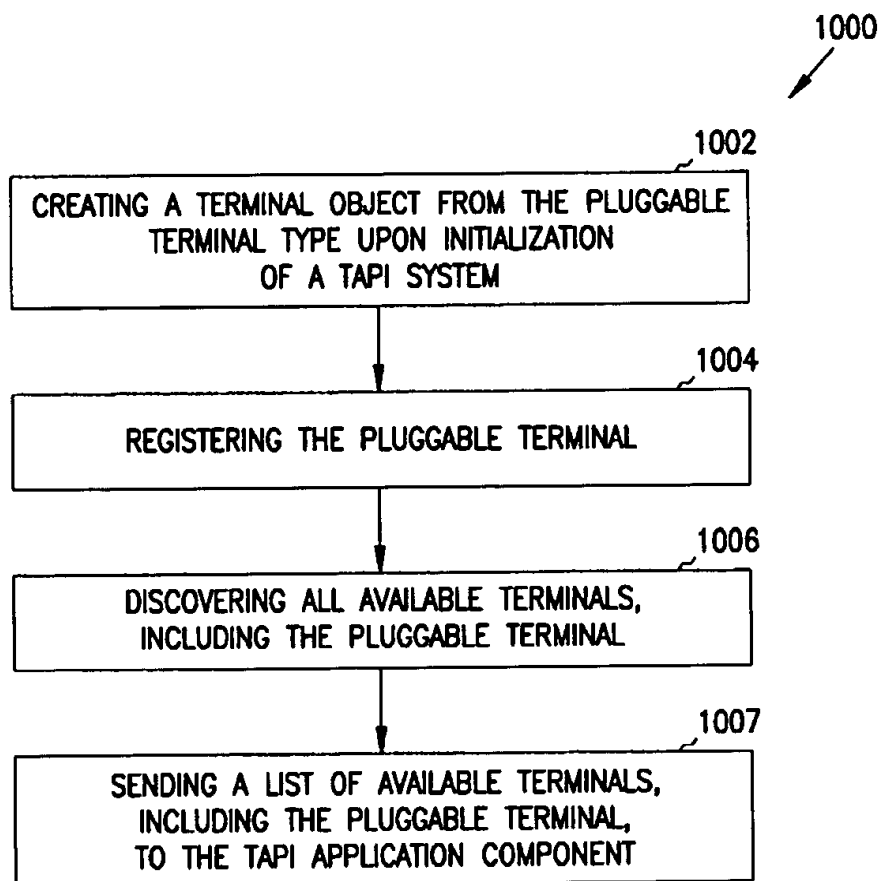 1000
1002
CREATING A TERMINAL OBJECT FROM THE PLUGGABLE
TERMINAL TYPE UPON INITIALIZATION
OF A TAPI SYSTEM
1004
REGISTERING THE PLUGGABLE TERMINAL
1006
DISCOVERING ALL AVAILABLE TERMINALS,
INCLUDING THE PLUGGABLE TERMINAL
1007
SENDING A LIST OF AVAILABLE TERMINALS,
INCLUDING THE PLUGGABLE TERMINAL,
TO THE TAPI APPLICATION COMPONENT